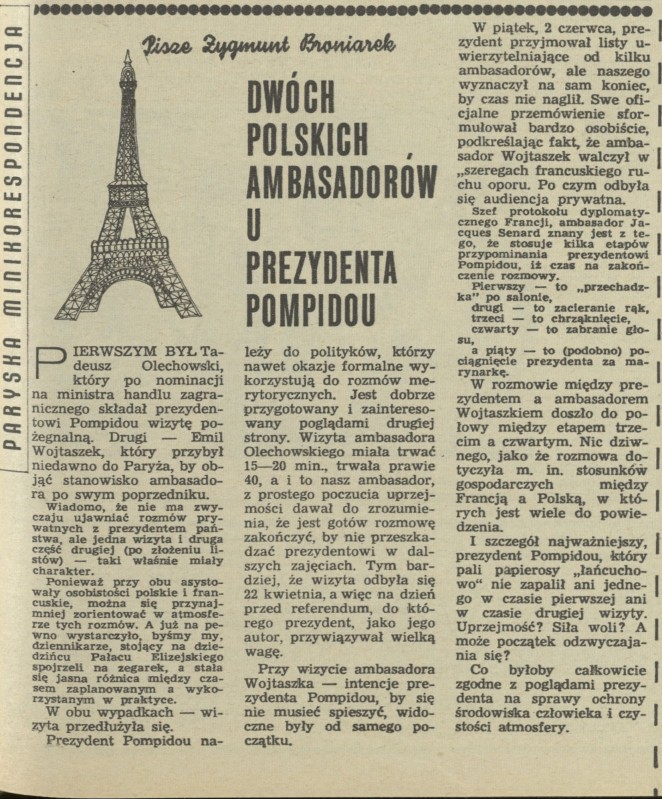 PARYSKA MINIKORESPONDENCJA
Pisze Zygmunt Broniarek
DWÓCH
POLSKICH
AMBASADORÓW
U
PREZYDENTA
POMPIDOU
PIERWSZYM BYŁ Ta-
deusz Olechowski,
który po nominacji
na ministra handlu zagra-
nicznego składał prezyden-
towi Pompidou wizytę po-
żegnalną. Drugi — Emil
Wojtaszek, który przybył
niedawno do Paryża, by ob-
jąć stanowisko ambasado-
ra po swym poprzedniku.
Wiadomo, że nie ma zwy-
czaju ujawniać rozmów pry-
watnych z prezydentem pań-
stwa, ale jedna wizyta i druga
część drugiej (po złożeniu li-
stów) — taki właśnie miały
charakter.
Ponieważ przy obu asysto-
wały osobistości polskie i fran-
cuskie, można się przynaj-
mniej zorientować w atmosfe-
rze tych rozmów. A już na pe-
wno wystarczyło, byśmy my,
dziennikarze, stojący na dzie-
dzińcu Pałacu Elizejskiego
spojrzeli na zegarek, a stała
się jasna różnica między cza-
sem zaplanowanym a wyko-
rzystanym w praktyce.
W obu wypadkach — wi-
zyta przedłużyła się.
Prezydent Pompidou na-
leży do polityków, którzy
nawet okazje formalne wy-
korzystują do rozmów me-
rytorycznych. Jest dobrze
przygotowany i zaintereso-
wany poglądami drugiej
strony. Wizyta ambasadora
Olechowskiego miała trwać
15—20 min., trwała prawie
40, a i to nasz ambasador,
z prostego poczucia uprzej-
mości dawał do zrozumie-
nia, że jest gotów rozmowę
zakończyć, by nie przeszka-
dzać prezydentowi w dal-
szych zajęciach. Tym bar-
dziej, że wizyta odbyła się
22 kwietnia, a więc na dzień
przed referendum, do któ-
rego prezydent, jako jego
autor, przywiązywał wielką
wagę.
Przy wizycie ambasadora
Wojtaszka — intencje pre-
zydenta Pompidou, by się
nie musieć spieszyć, widocz-
ne były od samego po-
czątku.
W piątek, 2 czerwca, pre-
zydent przyjmował listy u-
wierzytelniające od kilku
ambasadorów, ale naszego
wyznaczył na sam koniec,
by czas nie naglił. Swe ofi-
cjalne przemówienie sfor-
mułował bardzo osobiście,
podkreślając fakt, że amba-
sador Wojtaszek walczył w
„szeregach francuskiego ru-
chu oporu. Po czym odbyła
się audiencja prywatna.
Szef protokołu dyplomaty-
cznego Francji, ambasador Ja-
cques Senard znany jest z te-
go, że stosuje kilka etapów
przypominania prezydentowi
Pompidou, iż czas na zakoń-
czenie rozmowy.
Pierwszy — to „przechadz-
ka” po salonie,
drugi — to zacieranie rąk,
trzeci — to chrząknięcie,
czwarty — to zabranie gło-
su,
a piąty — to (podobno) po-
ciągnięcie prezydenta za ma-
rynarkę.
W rozmowie między pre-
zydentem a ambasadorem
Wojtaszkiem doszło do po-
łowy między etapem trze-
cim a czwartym. Nic dziw-
nego, jako że rozmowa do-
tyczyła m. in. stosunków
gospodarczych między
Francją a Polską, w któ-
rych jest wiele do powie-
dzenia.
I szczegół najważniejszy,
prezydent Pompidou, który
pali papierosy „łańcucho-
wo” nie zapalił ani jedne-
go w czasie pierwszej ani
w czasie drugiej wizyty.
Uprzejmość? Siła woli? A
może początek odzwyczaja-
nia się?
Co byłoby całkowicie
zgodne z poglądami prezy-
denta na sprawy ochrony
środowiska człowieka i czy-
stości atmosfery.